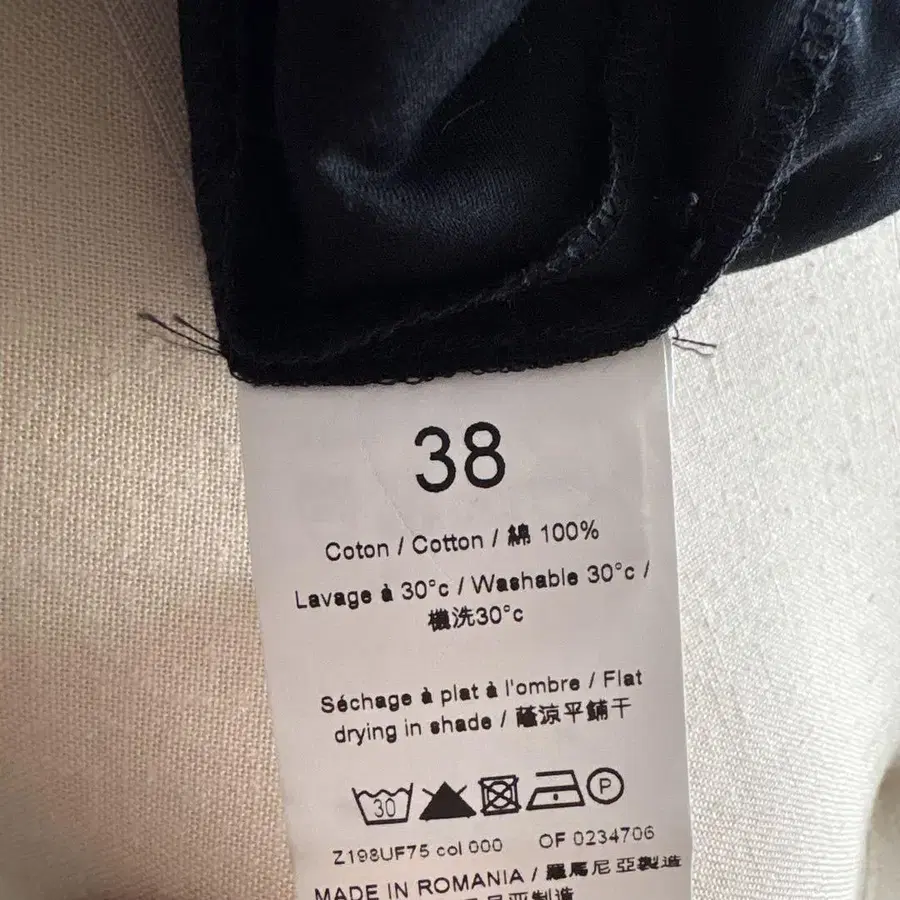 38
Coton / Cotton / 綿 100%
Lavage à 30°c / Washable 30°c /
機洗30°c
Séchage à plat à l'ombre / Flat
drying in shade / 蔭涼平鋪干
30
P
Z198UF75 col 000 OF 0234706
MADE IN ROMANIA / 羅馬尼亞製造